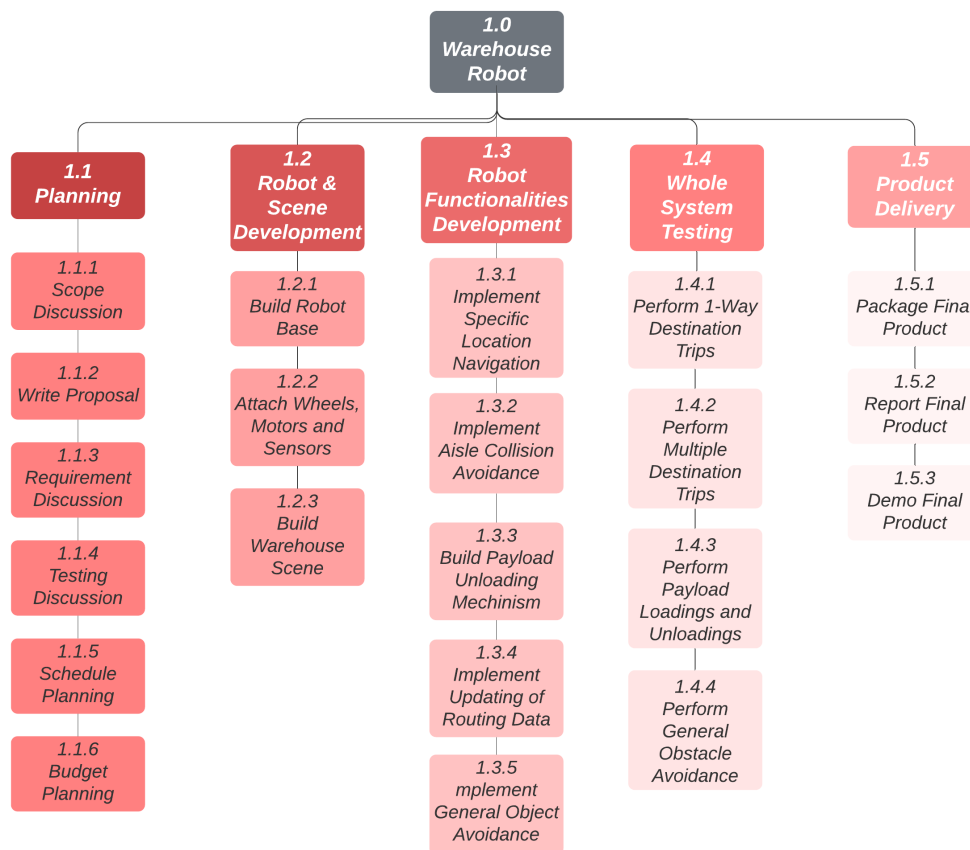 1.0
Warehouse
Robot
1.1
Planning
1.1.1
Scope
Discussion
1.1.2
Write Proposal
1.1.3
Requirement
Discussion
1.1.4
Testing
Discussion
1.1.5
Schedule
Planning
1.1.6
Budget
Planning
1.2
Robot &
Scene
Development
1.2.1
Build Robot
Base
1.2.2
Attach Wheels,
Motors and
Sensors
1.2.3
Build
Warehouse
Scene
1.3
Robot
Functionalities
Development
1.3.1
Implement
Specific
Location
Navigation
1.3.2
Implement
Aisle Collision
Avoidance
1.3.3
Build Payload
Unloading
Mechinism
1.3.4
Implement
Updating of
Routing Data
1.3.5
mplement
General Object
Avoidance
1.4
Whole
System
Testing
1.4.1
Perform 1-Way
Destination
Trips
1.4.2
Perform
Multiple
Destination
Trips
1.4.3
Perform
Payload
Loadings and
Unloadings
1.4.4
Perform
General
Obstacle
Avoidance
1.5
Product
Delivery
1.5.1
Package Final
Product
1.5.2
Report Final
Product
1.5.3
Demo Final
Product